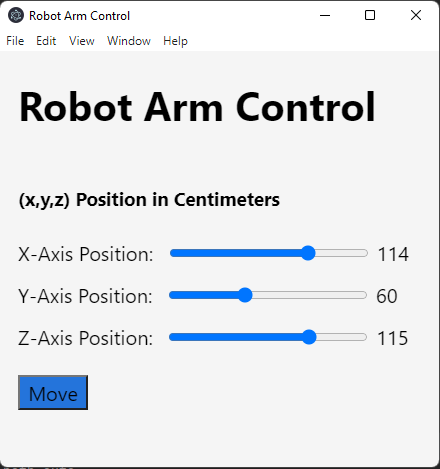 Robot Arm Control
File Edit View Window Help
Robot Arm Control
(x,y,z) Position in Centimeters
X-Axis Position: 114
Y-Axis Position: 60
Z-Axis Position: 115
Move